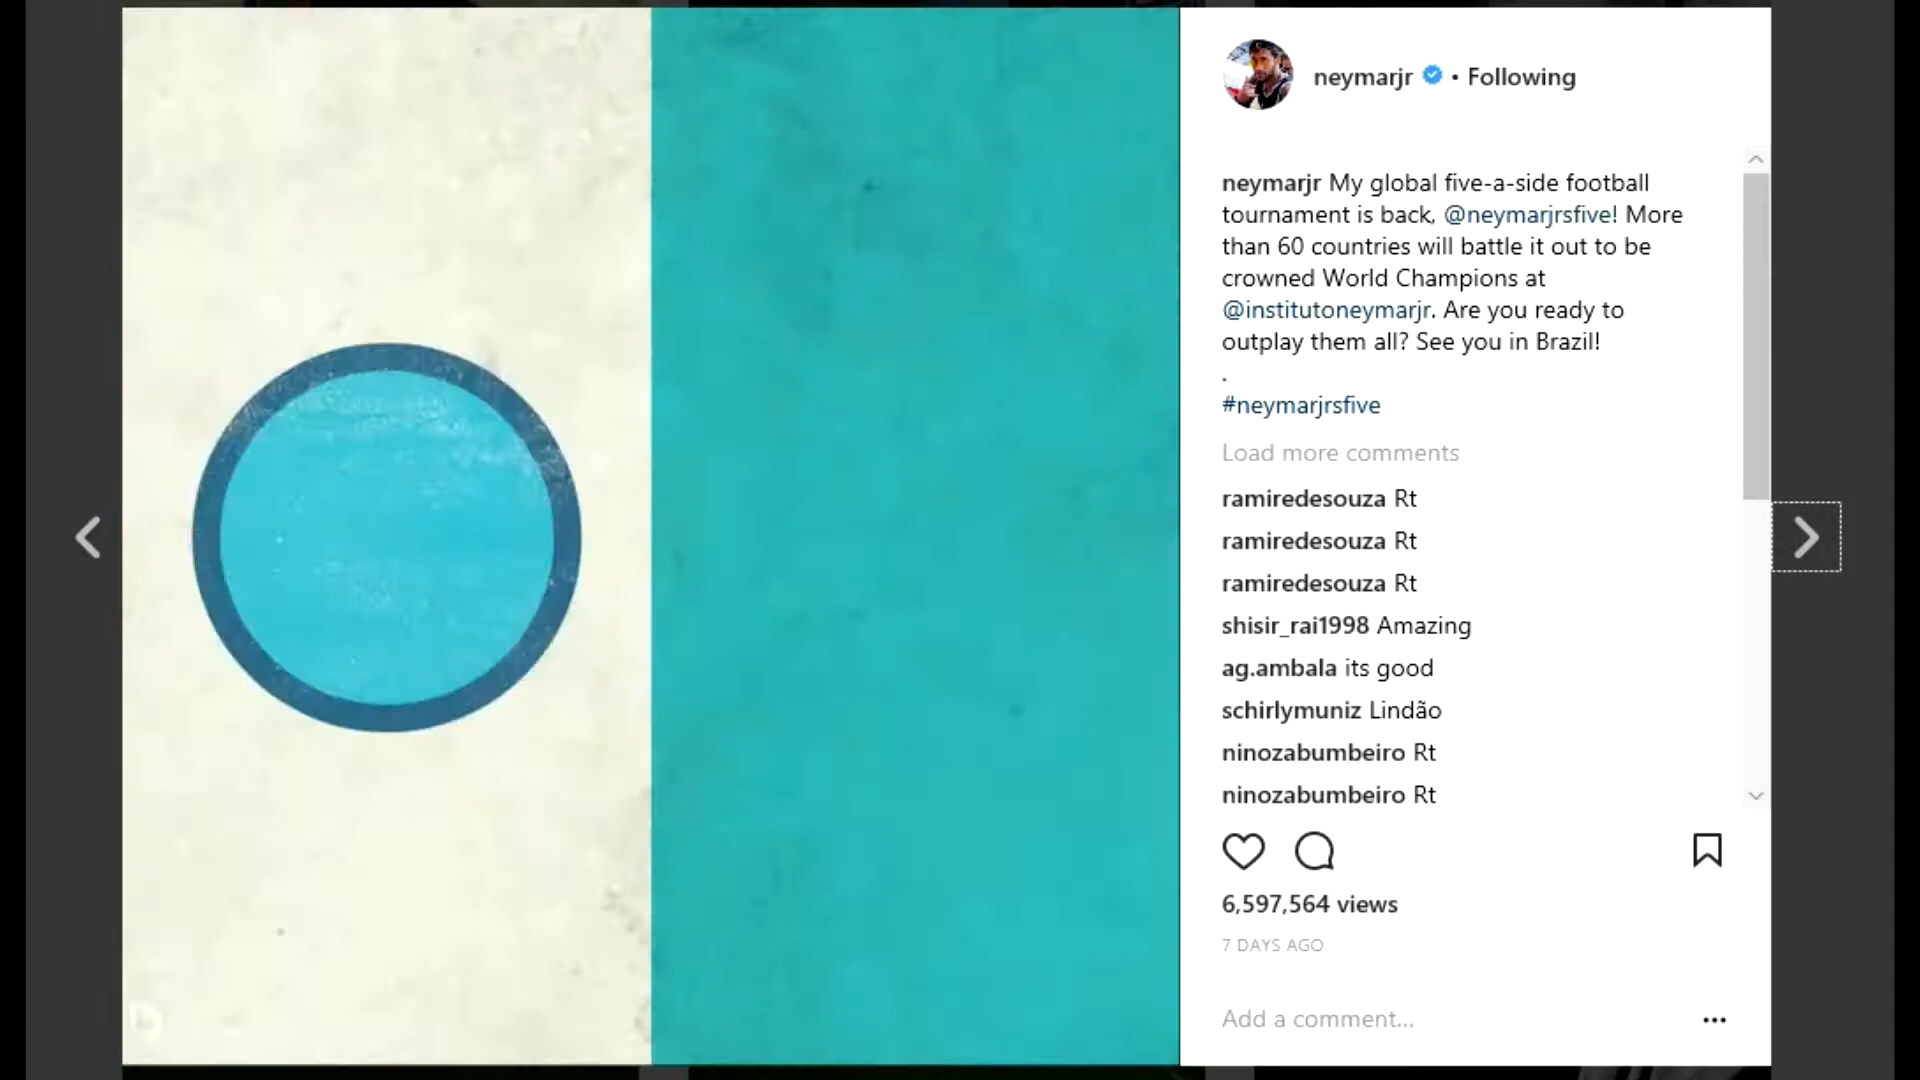 neymarjr • Following
neymarjr My global five-a-side football
tournament is back, @neymarjrsfive! More
than 60 countries will battle it out to be
crowned World Champions at
@institutoneymarjr. Are you ready to
outplay them all? See you in Brazil!
.
#neymarjrsfive
Load more comments
ramiredesouza Rt
ramiredesouza Rt
ramiredesouza Rt
shisir_rai1998 Amazing
ag.ambala its good
schirlymuniz Lindão
ninozabumbeiro Rt
ninozabumbeiro Rt
6,597,564 views
7 DAYS AGO
Add a comment...